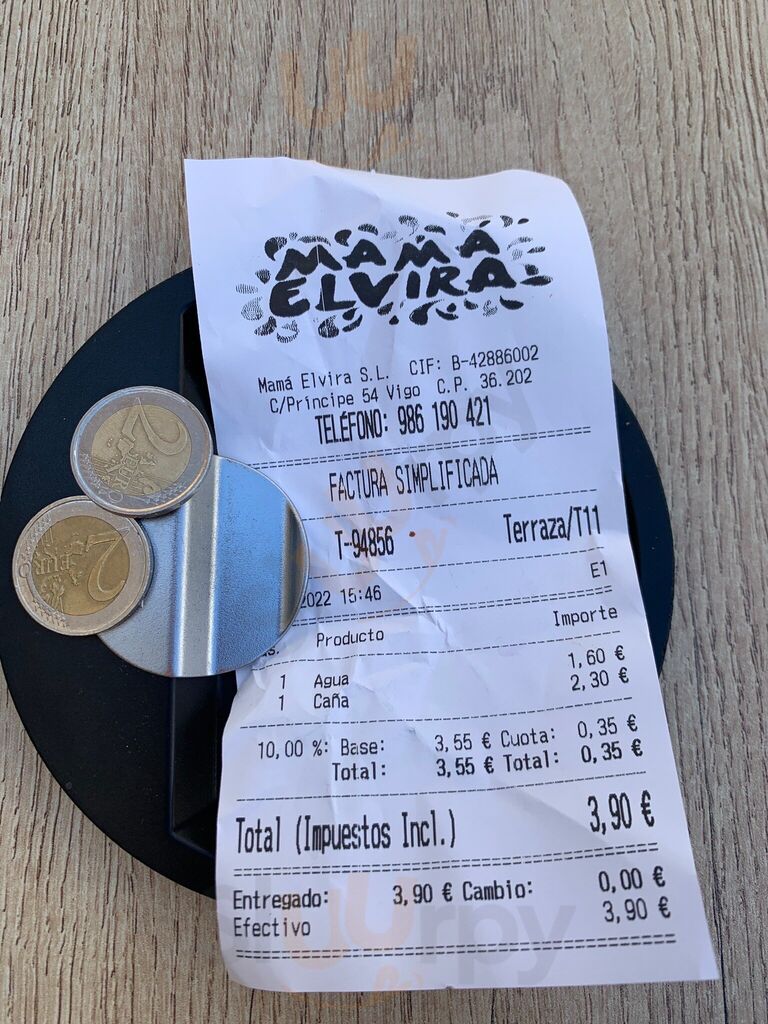 MAMÁ
ELVIRA
Mamá Elvira S.L. CIF: B-42886002
C/Príncipe 54 Vigo C.P. 36.202
TELÉFONO: 986 190 421
FACTURA SIMPLIFICADA
T-94856 Terraza/T11
2022 15:46 E1
Producto Importe
1 Agua 1,60 €
1 Caña 2,30 €
10,00 %: Base: 3,55 € Cuota: 0,35 €
Total: 3,55 € Total: 0,35 €
Total (Impuestos Incl.) 3,90 €
Entregado: 3,90 € Cambio: 0,00 €
Efectivo 3,90 €
2 EURO
2 EURO